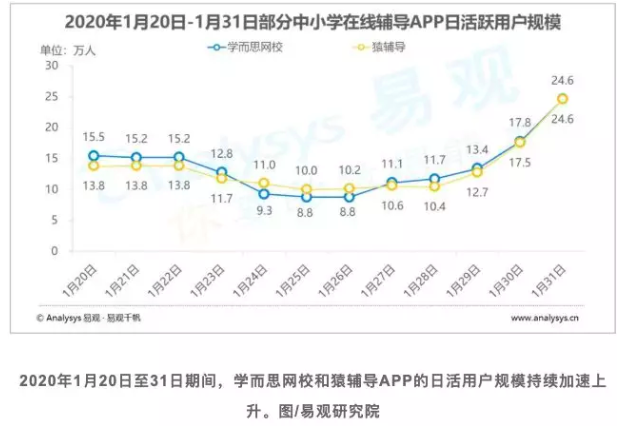 2020年1月20日-1月31日部分中小学在线辅导APP日活跃用户规模
单位：万人
学而思网校 猿辅导
30
25
20
15
10
5
0
15.5 15.2 15.2 12.8 11.0 10.0 10.2 11.1 11.7 13.4 17.8 24.6
13.8 13.8 13.8 11.7 9.3 8.8 8.8 10.6 10.4 12.7 17.5 24.6
1月20日 1月21日 1月22日 1月23日 1月24日 1月25日 1月26日 1月27日 1月28日 1月29日 1月30日 1月31日
Analysys 易观
© Analysys 易观·易观千帆 www.analysys.cn
2020年1月20日至31日期间，学而思网校和猿辅导APP的日活用户规模持续加速上
升。图/易观研究院